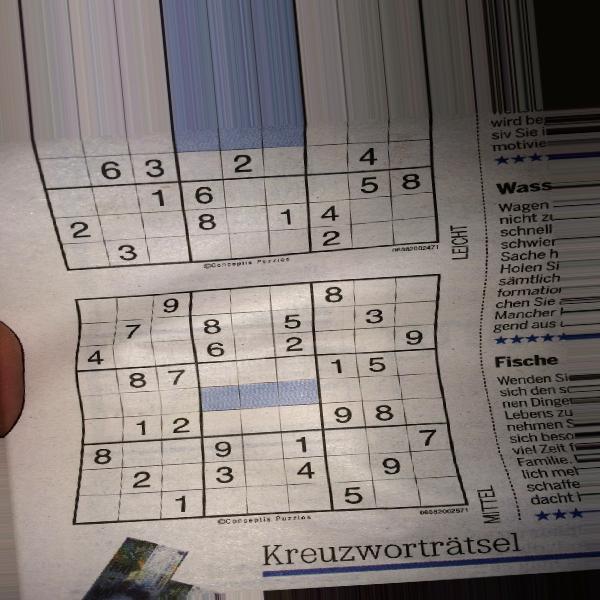 wird be
siv Sie i
motivie
★★★
6 3 2 4
1 6 5 8
Wass
Wagen
2 8 1 4
nicht zu
schnell
3 2
schwier
06082002471
LEICHT
©Conceptis Puzzles
Sache h
Holen Si
sämtlich
9 8
formation
7 8 5 3
chen Sie
Mancher
4 6 2 9
gend aus
★★★★★
8 7 1 5
Fische
Wenden Si
sich den sc
nen Dinge
1 2 9 8
Lebens zu
nehmen S
8 9 1 7
sich beso
viel Zeit f
2 3 4 9
Familie.
lich mel
1 5
schaffe
MITTEL
dacht
©Conceptis Puzzles
06082002571
★★★
Kreuzworträtsel